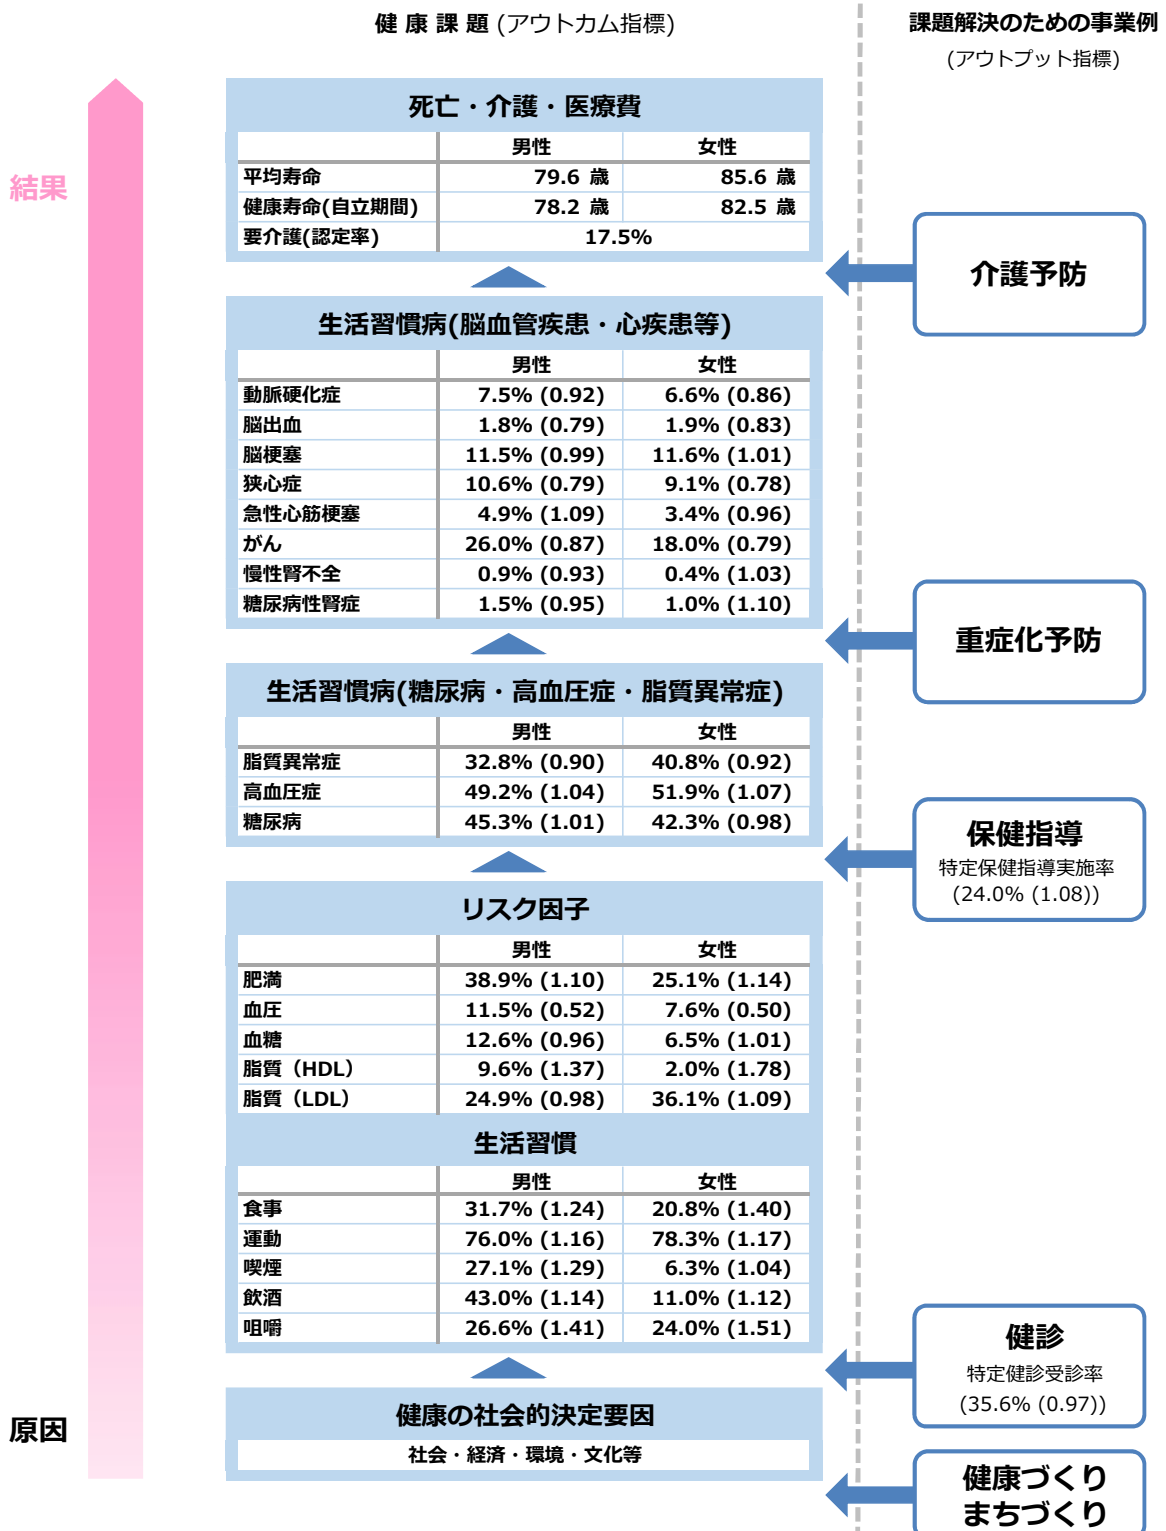 健 康 課 題 (アウトカム指標)
課題解決のための事業例
(アウトプット指標)
結果
原因
死亡・介護・医療費
男性 女性
平均寿命 79.6 歳 85.6 歳
健康寿命(自立期間) 78.2 歳 82.5 歳
要介護(認定率) 17.5%
介護予防
生活習慣病(脳血管疾患・心疾患等)
男性 女性
動脈硬化症 7.5% (0.92) 6.6% (0.86)
脳出血 1.8% (0.79) 1.9% (0.83)
脳梗塞 11.5% (0.99) 11.6% (1.01)
狭心症 10.6% (0.79) 9.1% (0.78)
急性心筋梗塞 4.9% (1.09) 3.4% (0.96)
がん 26.0% (0.87) 18.0% (0.79)
慢性腎不全 0.9% (0.93) 0.4% (1.03)
糖尿病性腎症 1.5% (0.95) 1.0% (1.10)
重症化予防
生活習慣病(糖尿病・高血圧症・脂質異常症)
男性 女性
脂質異常症 32.8% (0.90) 40.8% (0.92)
高血圧症 49.2% (1.04) 51.9% (1.07)
糖尿病 45.3% (1.01) 42.3% (0.98)
保健指導
特定保健指導実施率
(24.0% (1.08))
リスク因子
男性 女性
肥満 38.9% (1.10) 25.1% (1.14)
血圧 11.5% (0.52) 7.6% (0.50)
血糖 12.6% (0.96) 6.5% (1.01)
脂質（HDL） 9.6% (1.37) 2.0% (1.78)
脂質（LDL） 24.9% (0.98) 36.1% (1.09)
生活習慣
男性 女性
食事 31.7% (1.24) 20.8% (1.40)
運動 76.0% (1.16) 78.3% (1.17)
喫煙 27.1% (1.29) 6.3% (1.04)
飲酒 43.0% (1.14) 11.0% (1.12)
咀嚼 26.6% (1.41) 24.0% (1.51)
健診
特定健診受診率
(35.6% (0.97))
健康の社会的決定要因
社会・経済・環境・文化等
健康づくり
まちづくり